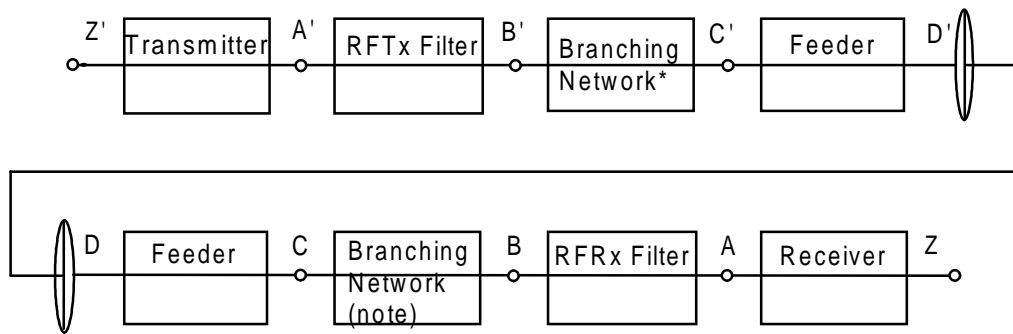 Z' Transmitter A' RFTx Filter B' Branching Network* C' Feeder D'
D Feeder C Branching Network (note) B RFRx Filter A Receiver Z